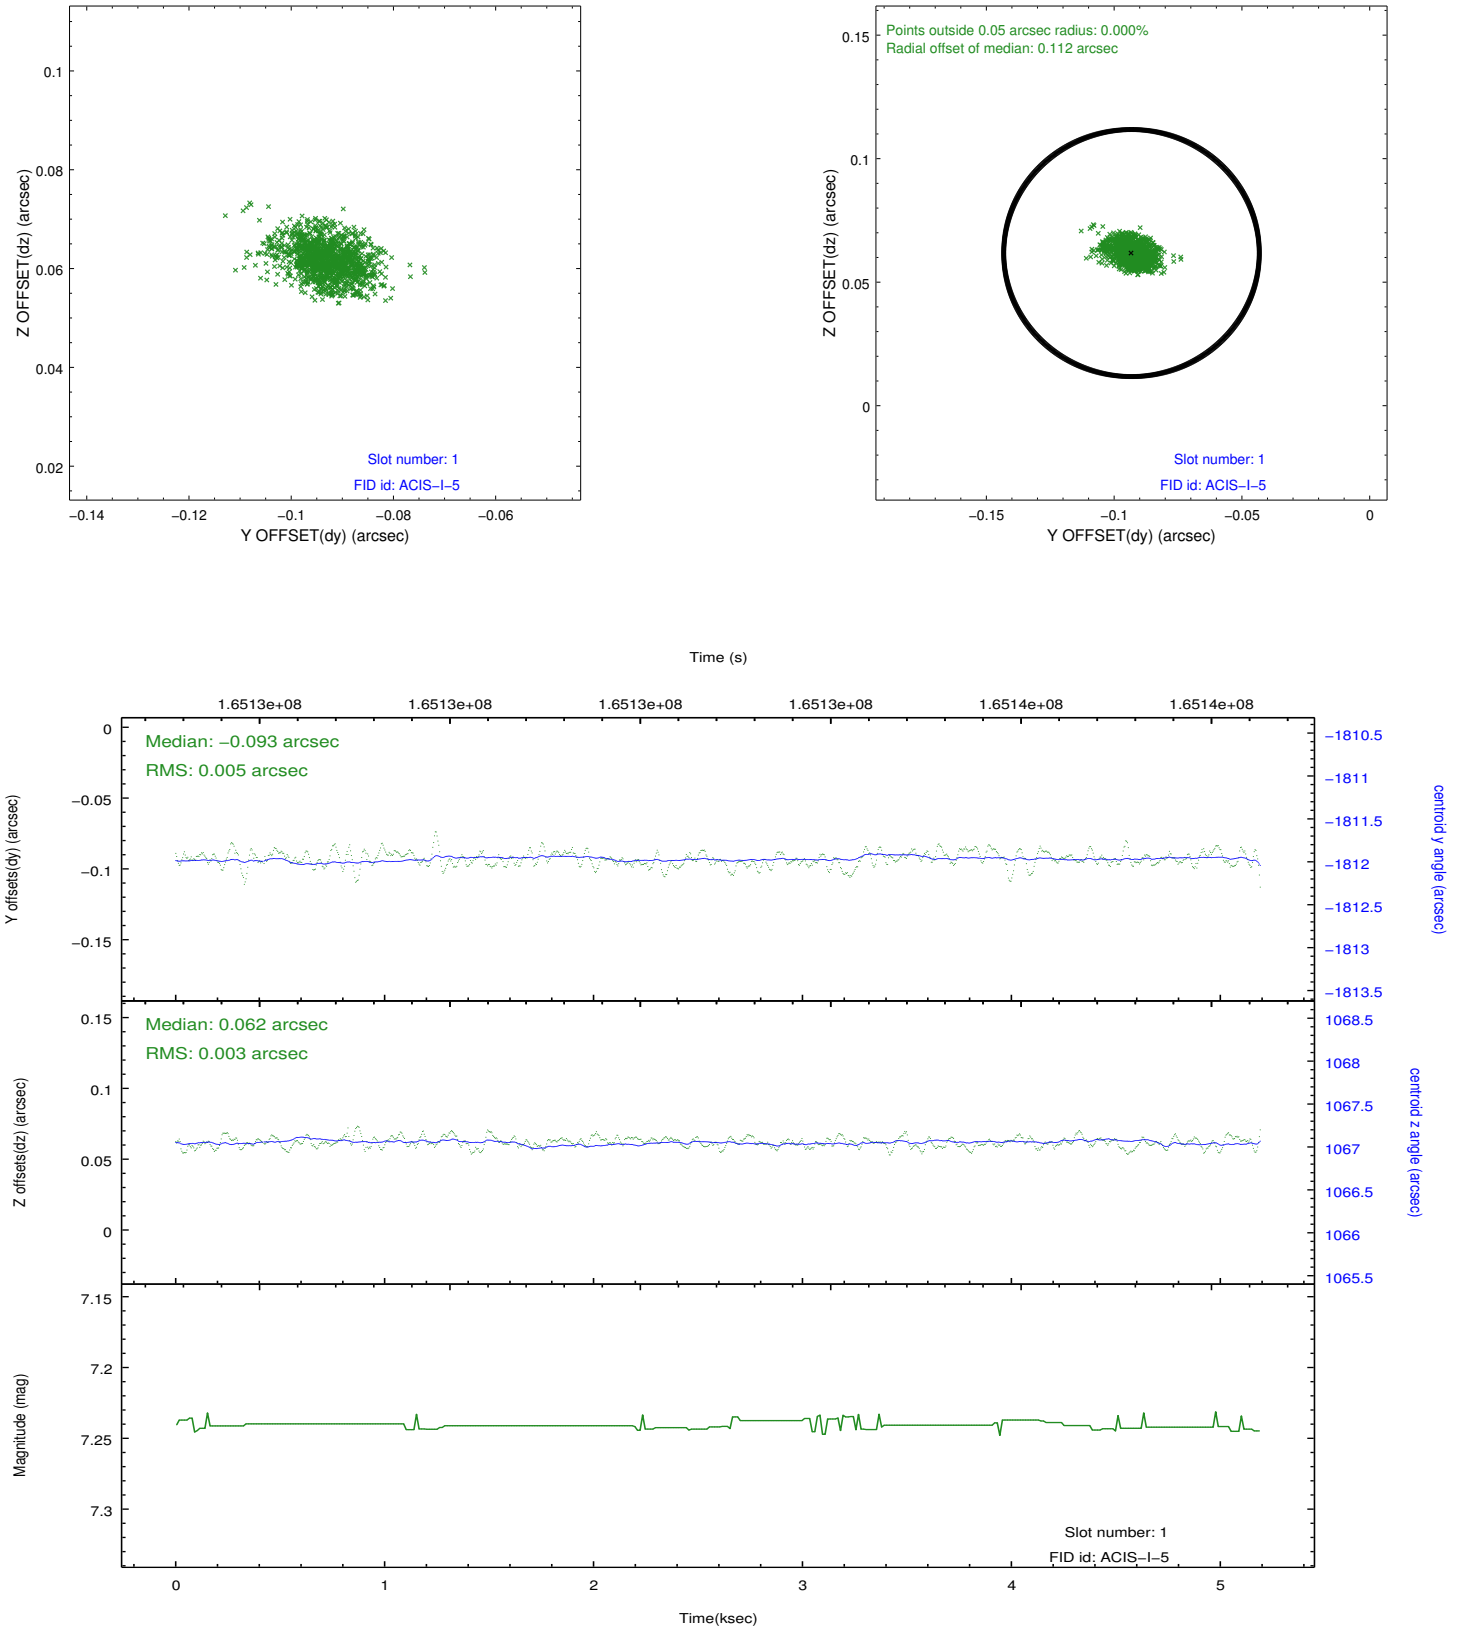 0.1
0.08
0.06
0.04
0.02
Z OFFSET(dz) (arcsec)
Slot number: 1
FID id: ACIS−I−5
−0.14 −0.12 −0.1 −0.08 −0.06
Y OFFSET(dy) (arcsec)
Points outside 0.05 arcsec radius: 0.000%
Radial offset of median: 0.112 arcsec
0.15
0.1
0.05
0
Z OFFSET(dz) (arcsec)
Slot number: 1
FID id: ACIS−I−5
−0.15 −0.1 −0.05 0
Y OFFSET(dy) (arcsec)
Time (s)
1.6513e+08 1.6513e+08 1.6513e+08 1.6513e+08 1.6514e+08 1.6514e+08
Median: −0.093 arcsec
RMS: 0.005 arcsec
0
−0.05
−0.1
−0.15
Y offsets(dy) (arcsec)
−1810.5
−1811
−1811.5
−1812
−1812.5
−1813
−1813.5
centroid y angle (arcsec)
Median: 0.062 arcsec
RMS: 0.003 arcsec
0.15
0.1
0.05
0
Z offsets(dz) (arcsec)
1068.5
1068
1067.5
1067
1066.5
1066
1065.5
centroid z angle (arcsec)
7.15
7.2
7.25
7.3
Magnitude (mag)
Slot number: 1
FID id: ACIS−I−5
0 1 2 3 4 5
Time(ksec)